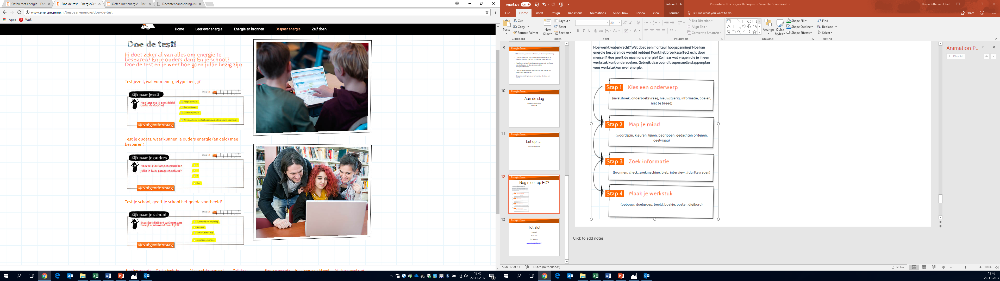 Oefen met energie - Ene
Doe de test - EnergieGen
Oefen met energie - Ene
Docentenhandleiding.inc
www.energiegenie.nl/bespaar-energie/doe-de-test
Apps WoS
Home Leer over energie Energie en bronnen Bespaar energie Zelf doen
Doe de test!
Jij doet zeker al van alles om energie te
besparen? En je ouders dan? En je school?
Doe de test en je weet hoe goed jullie bezig zijn.
Test jezelf, wat voor energietype ben jij?
Kijk naar jezelf
Vraag: 1/8
Hoe lang sta jij gemiddeld
onder de douche?
Hooguit 5 minuten
5 tot 10 minuten
Minstens 10 minuten
Tot mijn vader drie keer heeft geschreeuwd dat ik eronderuit moet komen
volgende vraag
Test je ouders, waar kunnen je ouders energie (en geld) mee
besparen?
Kijk naar je ouders
Vraag: 1/8
Hoeveel gloeilampen gebruiken
jullie in huis, garage en schuur?
0
1
2
Meer
volgende vraag
Test je school, geeft je school het goede voorbeeld?
Kijk naar je school
Vraag: 1/8
Staat het digibord wel eens aan
terwijl er niemand naar kijkt?
Ja, minstens een uur per dag
Nee, nooit
Echt wel, de hele dag!
Ja, dat gebeurt wel eens
volgende vraag
13:46
22-11-2017
AutoSave On
Picture Tools
Presentatie EG congres Biologie+ - Saved to SharePoint
Bernadette van Heel
File Home Insert Design Transitions Animations Slide Show Review View Format Tell me what you want to do
Share
Paste
Cut
Copy
Format Painter
Clipboard
New
Slide
Layout
Reset
Section
Slides
80
Font
Text Direction
Align Text
Convert to SmartArt
Paragraph
Arrange
Quick
Styles
Shape Fill
Shape Outline
Shape Effects
Drawing
Find
Replace
Select
Editing
9
Energie Genie
10
Energie Genie
Aan de slag
11
Energie Genie
Let op ....
Aandachtspunten
12
Energie Genie
Nog meer op EG?
13
Energie Genie
Tot slot
Vragen?
Evaluatie
Hoe werkt waterkracht? Wat doet een monteur hoogspanning? Hoe kan
energie besparen de wereld redden? Komt het broeikaseffect echt door
mensen? Hoe geeft de maan ons energie? Zo maar wat vragen die je in een
werkstuk kunt onderzoeken. Gebruik daarvoor dit supersnelle stappenplan
voor werkstukken over energie.
Stap 1 Kies een onderwerp
(invalshoek, onderzoeksvraag, nieuwsgierig, informatie, boeien,
niet te breed)
Stap 2 Map je mind
(woordspin, kleuren, lijnen, begrippen, gedachten ordenen,
deelvraag)
Stap 3 Zoek informatie
(bronnen, check, zoekmachine, bieb, interview, #durftevragen)
Stap 4 Maak je werkstuk
(opbouw, doelgroep, beeld, boekje, poster, digibord)
Click to add notes
Animation P...
Play All
Slide 12 of 13 Dutch (Netherlands)
Notes
100%
13:46
22-11-2017